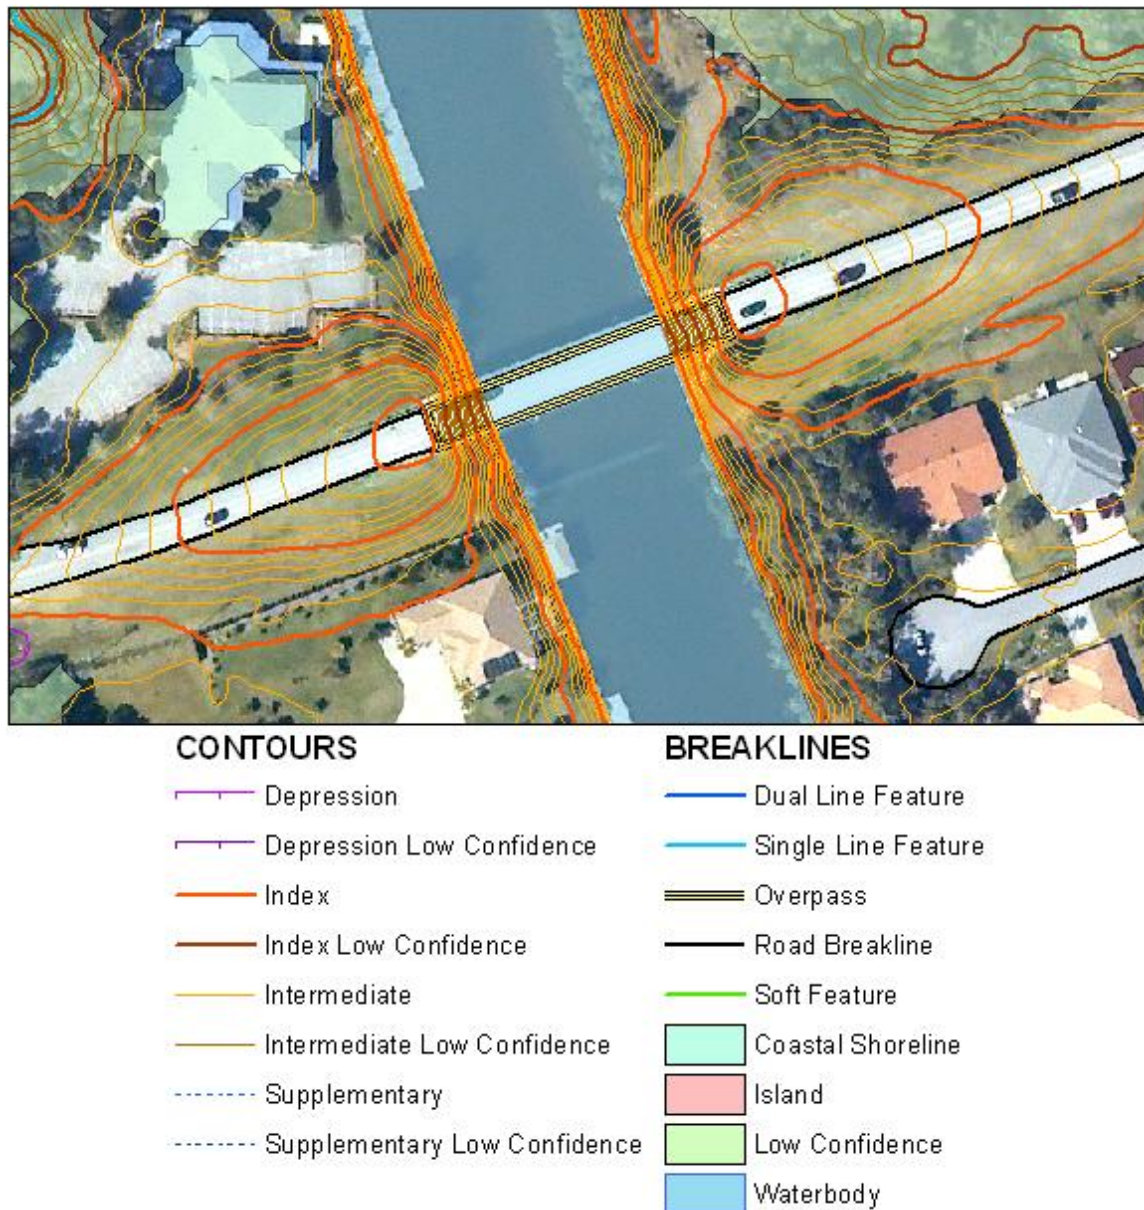 CONTOURS
Depression
Depression Low Confidence
Index
Index Low Confidence
Intermediate
Intermediate Low Confidence
Supplementary
Supplementary Low Confidence
BREAKLINES
Dual Line Feature
Single Line Feature
Overpass
Road Breakline
Soft Feature
Coastal Shoreline
Island
Low Confidence
Waterbody